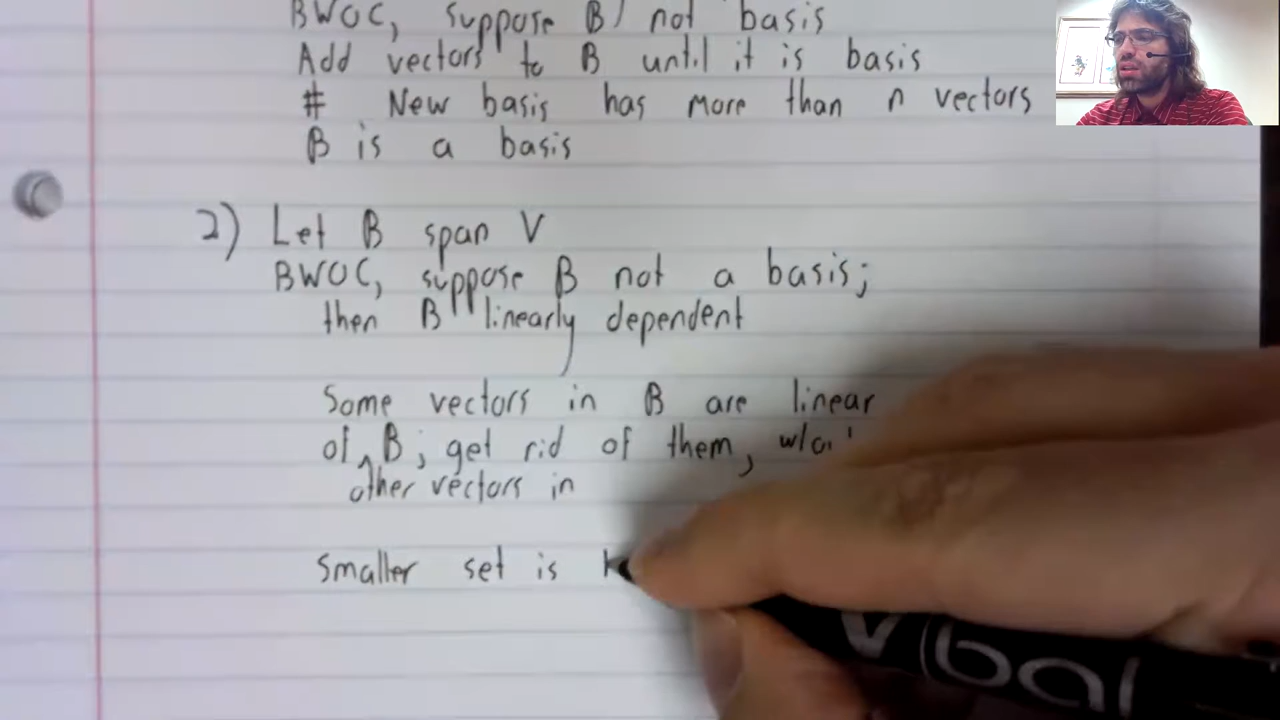 BWOC, suppose B not basis
Add vectors to B until it is basis
# New basis has more than n vectors
B is a basis
2) Let B span V
BWOC, suppose B not a basis;
then B linearly dependent
Some vectors in B are linear
of ^ B; get rid of them,
other vectors in
Smaller set is